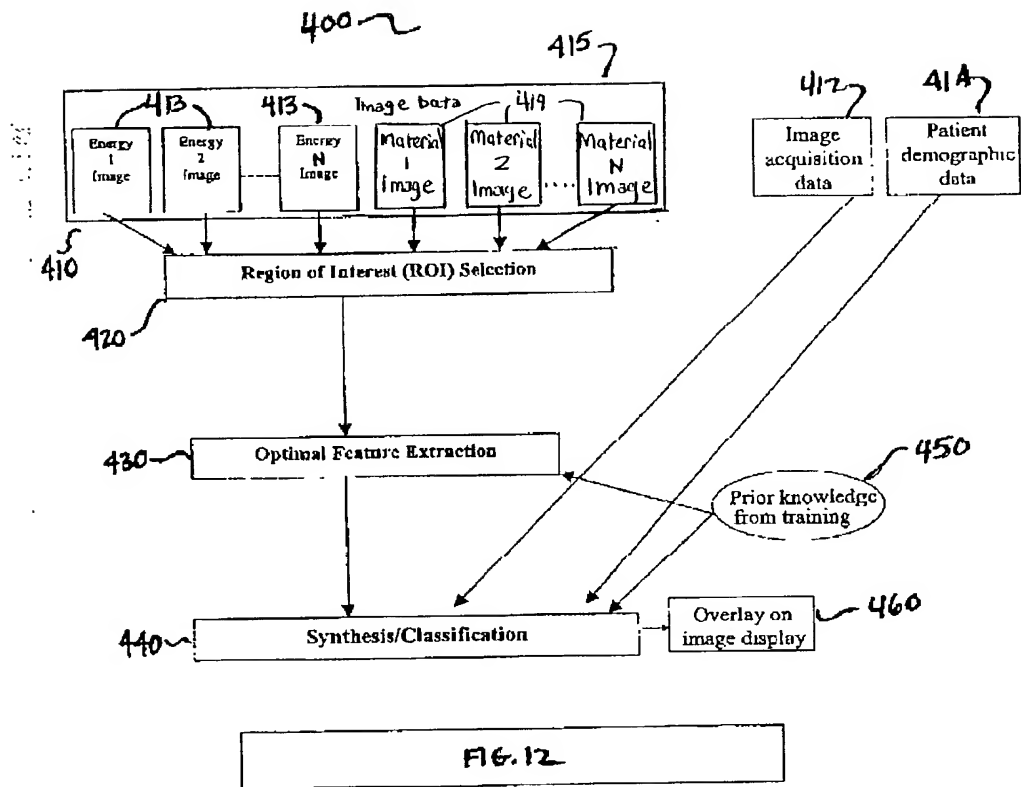 400
415
412
414
413
413
Image Data
419
Energy
1
Image
Energy
2
Image
Energy
N
Image
Material
1
Image
Material
2
Image
Material
N
Image
Image
acquisition
data
Patient
demographic
data
410
Region of Interest (ROI) Selection
420
430
Optimal Feature Extraction
450
Prior knowledge
from training
440
Synthesis/Classification
Overlay on
image display
460
FIG.12